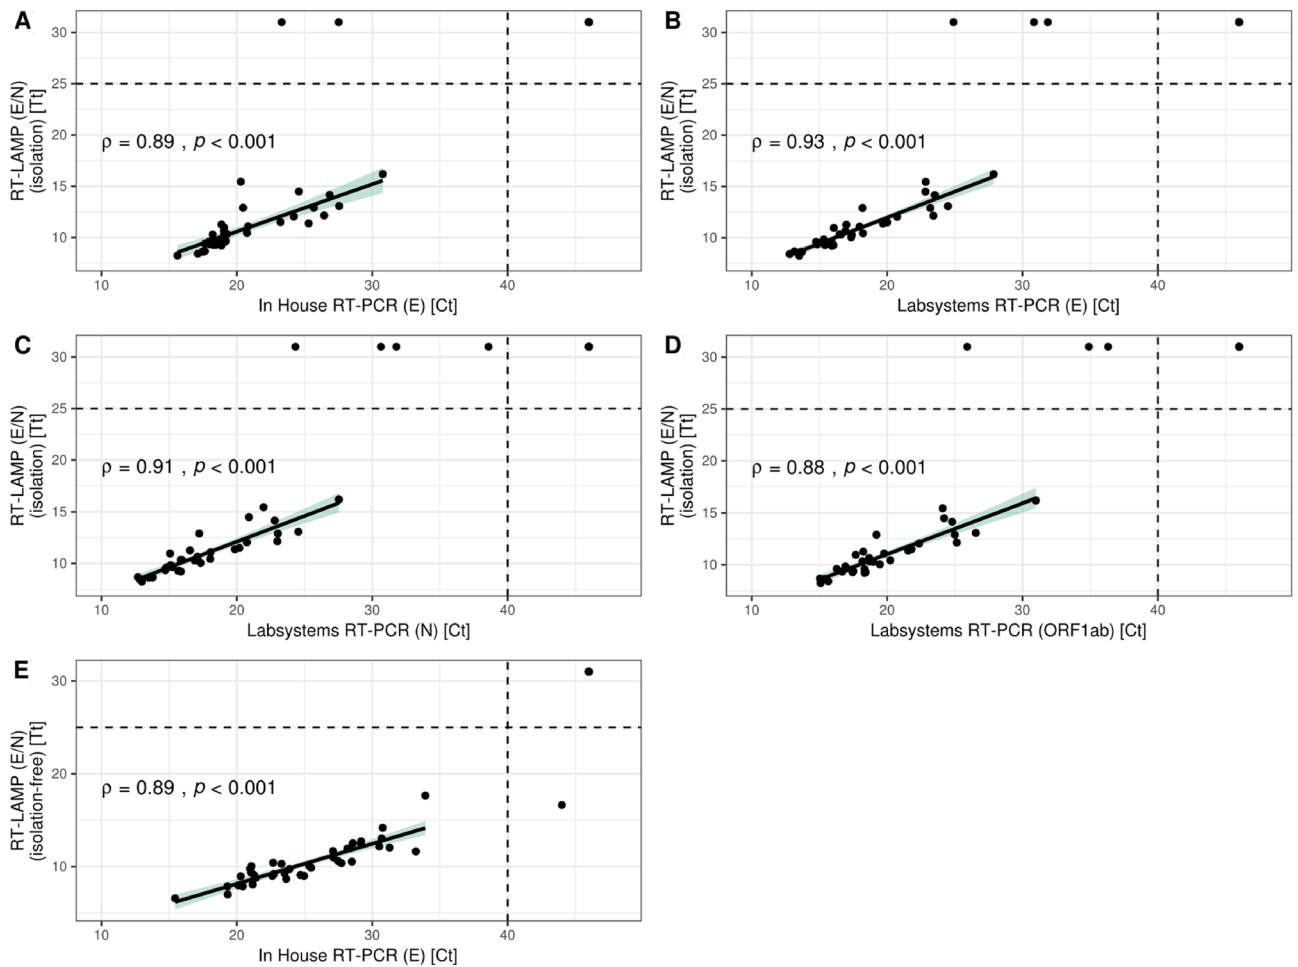 A
RT-LAMP (E/N)
(isolation) [Tt]
30
25
20
15
10
ρ = 0.89 , p < 0.001
10 20 30 40
In House RT-PCR (E) [Ct]
B
RT-LAMP (E/N)
(isolation) [Tt]
30
25
20
15
10
ρ = 0.93 , p < 0.001
10 20 30 40
Labsystems RT-PCR (E) [Ct]
C
RT-LAMP (E/N)
(isolation) [Tt]
30
25
20
15
10
ρ = 0.91 , p < 0.001
10 20 30 40
Labsystems RT-PCR (N) [Ct]
D
RT-LAMP (E/N)
(isolation) [Tt]
30
25
20
15
10
ρ = 0.88 , p < 0.001
10 20 30 40
Labsystems RT-PCR (ORF1ab) [Ct]
E
RT-LAMP (E/N)
(isolation-free) [Tt]
30
25
20
10
ρ = 0.89 , p < 0.001
10 20 30 40
In House RT-PCR (E) [Ct]